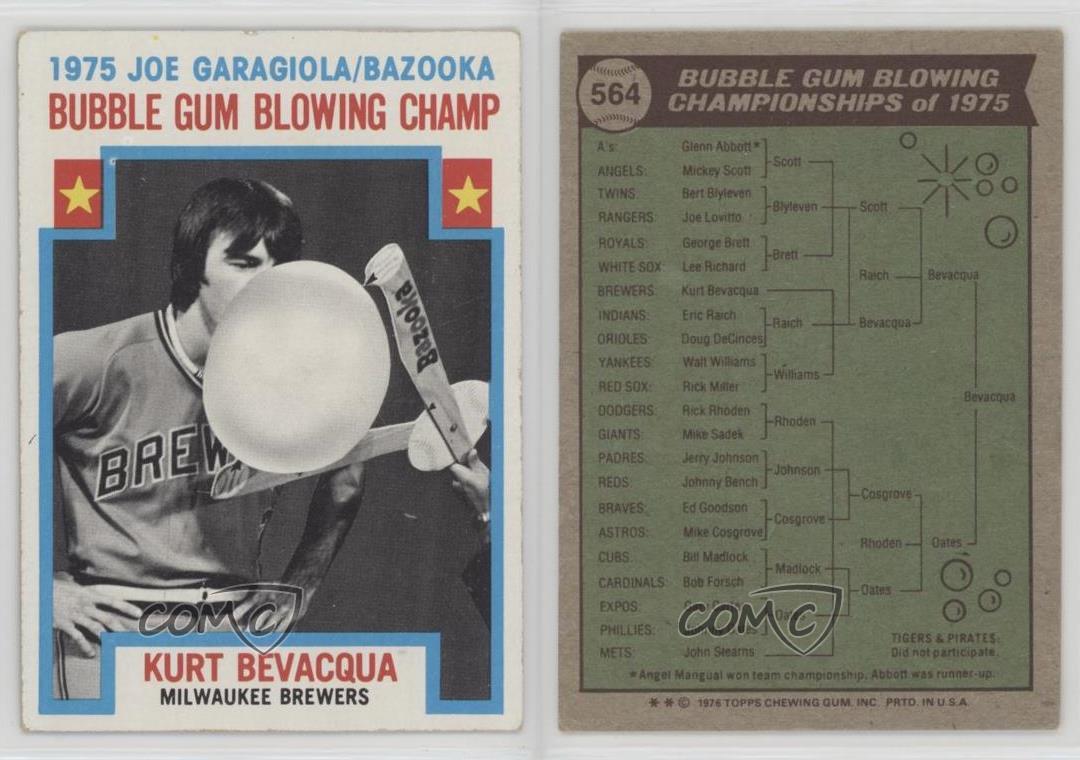 1975 JOE GARAGIOLA/BAZOOKA
BUBBLE GUM BLOWING CHAMP
Bazooka
BREW
KURT BEVACQUA
MILWAUKEE BREWERS
COMC
564
BUBBLE GUM BLOWING
CHAMPIONSHIPS of 1975
A's: Glenn Abbott*
Scott
ANGELS: Mickey Scott
TWINS Bert Blyleven
Blyleven Scott
RANGERS: Joe Lovitto
ROYALS: George Brett
Brett
WHITE SOX Lee Richard
Raich Bevacqua
BREWERS Kurt Bevacqua
INDIANS: Eric Raich
Raich Bevacqua
ORIOLES: Doug DeCinces
YANKEES: Walt Williams
Williams
RED SOX: Rick Miller
Bevacqua
DODGERS: Rick Rhoden
Rhoden
GIANTS: Mike Sadek
PADRES: Jerry Johnson
Johnson
REDS: Johnny Bench
Cosgrove
BRAVES: Ed Goodson
Cosgrove
ASTROS: Mike Cosgrove
Rhoden Oates
CUBS: Bill Madlock
Madlock
CARDINALS: Bob Forsch
Oates
EXPOS:
PHILLIES:
METS: John Stearns
TIGERS & PIRATES:
Did not participate.
*Angel Mangual won team championship, Abbott was runner-up.
COMC
* * © 1976 TOPPS CHEWING GUM, INC. PRTD. IN U.S.A.